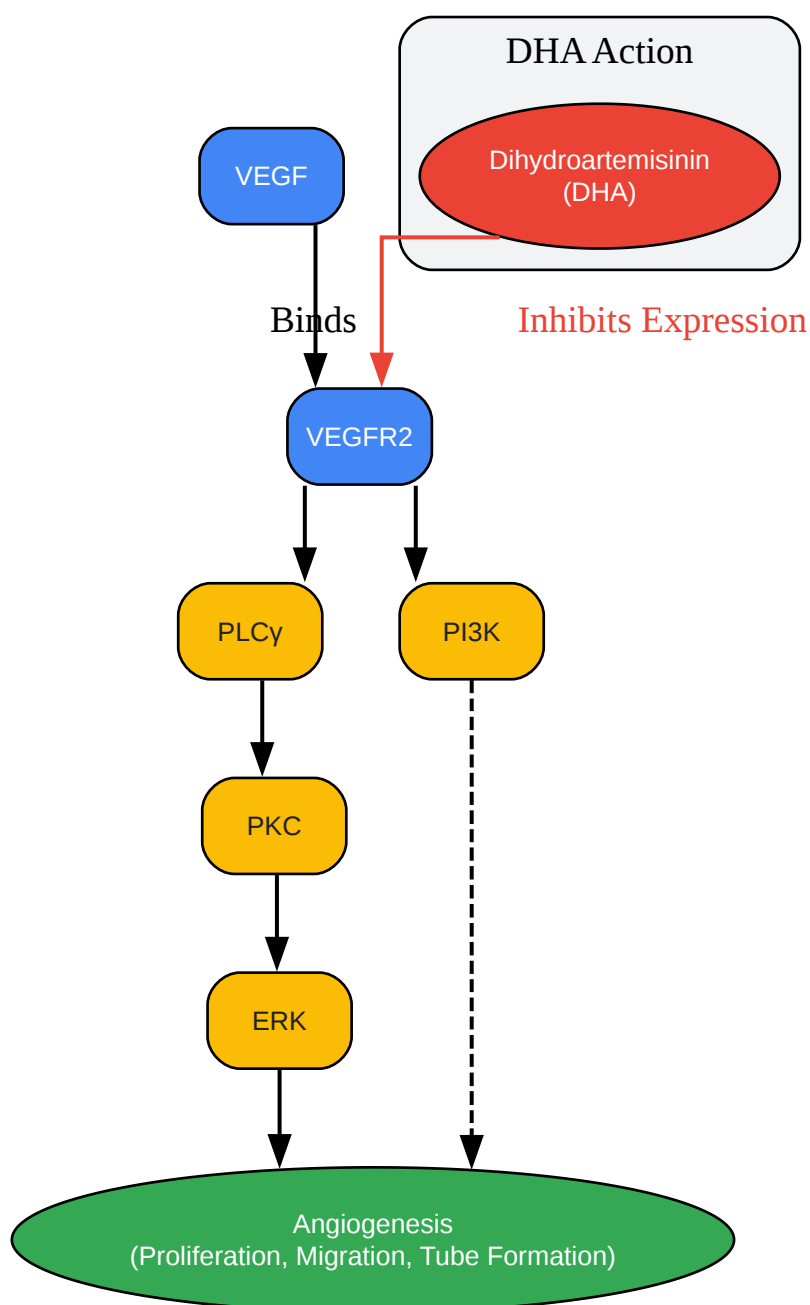 DHA Action
Dihydroartemisinin
(DHA)
VEGF
Binds
Inhibits Expression
VEGFR2
PLCγ
PI3K
PKC
ERK
Angiogenesis
(Proliferation, Migration, Tube Formation)